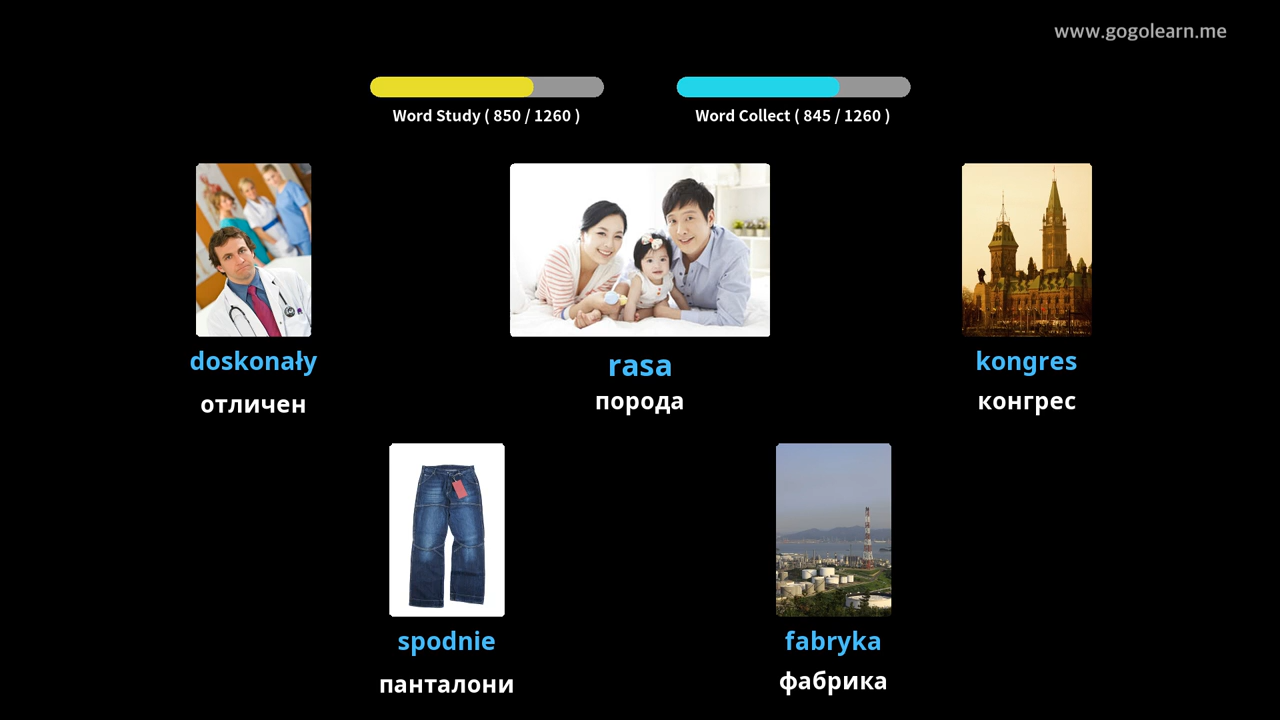 www.gogolearn.me
Word Study ( 850 / 1260 )
Word Collect ( 845 / 1260 )
doskonały
отличен
rasa
порода
kongres
конгрес
spodnie
панталони
fabryka
фабрика